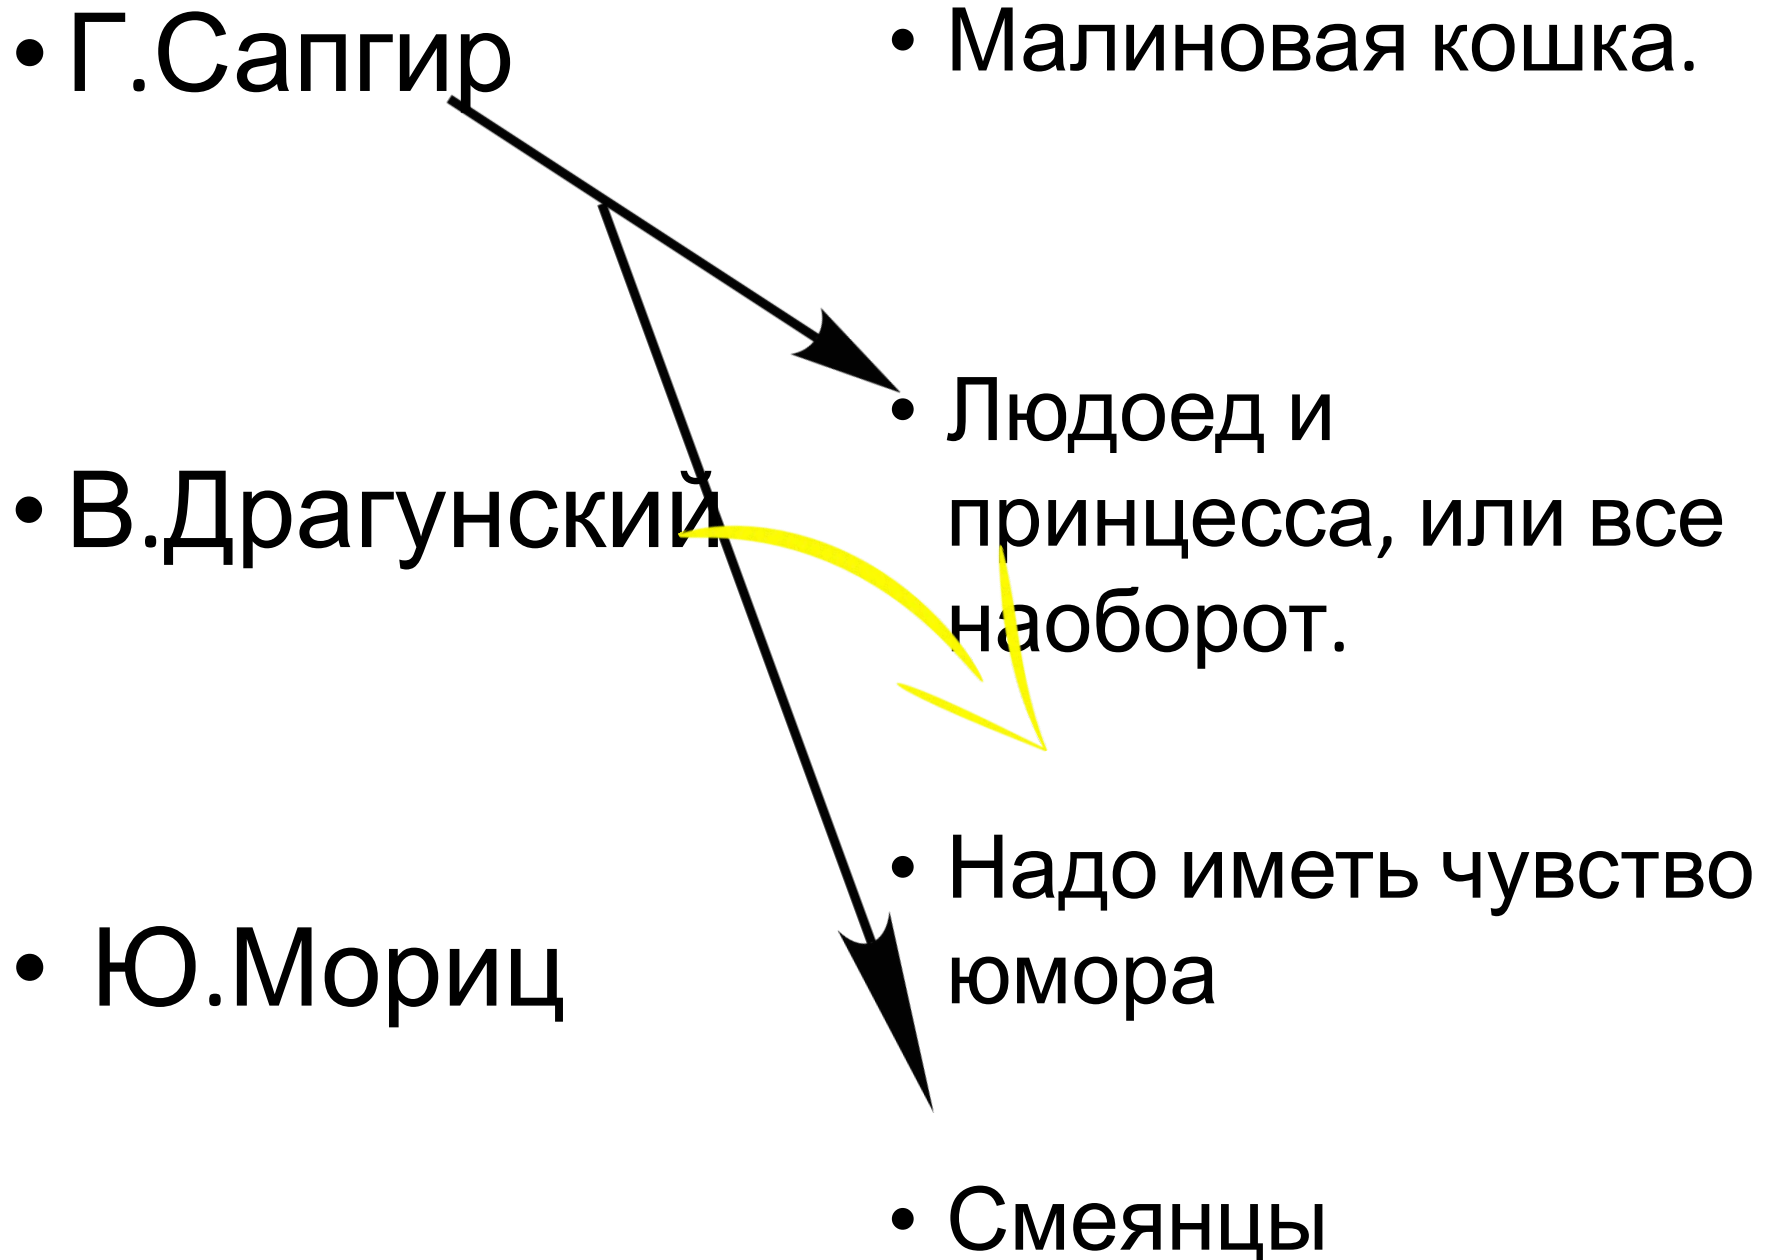 • Г.Сапгир
• В.Драгунский
• Ю.Мориц
• Малиновая кошка.
• Людоед и
принцесса, или все
наоборот.
• Надо иметь чувство
юмора
• Смеянцы